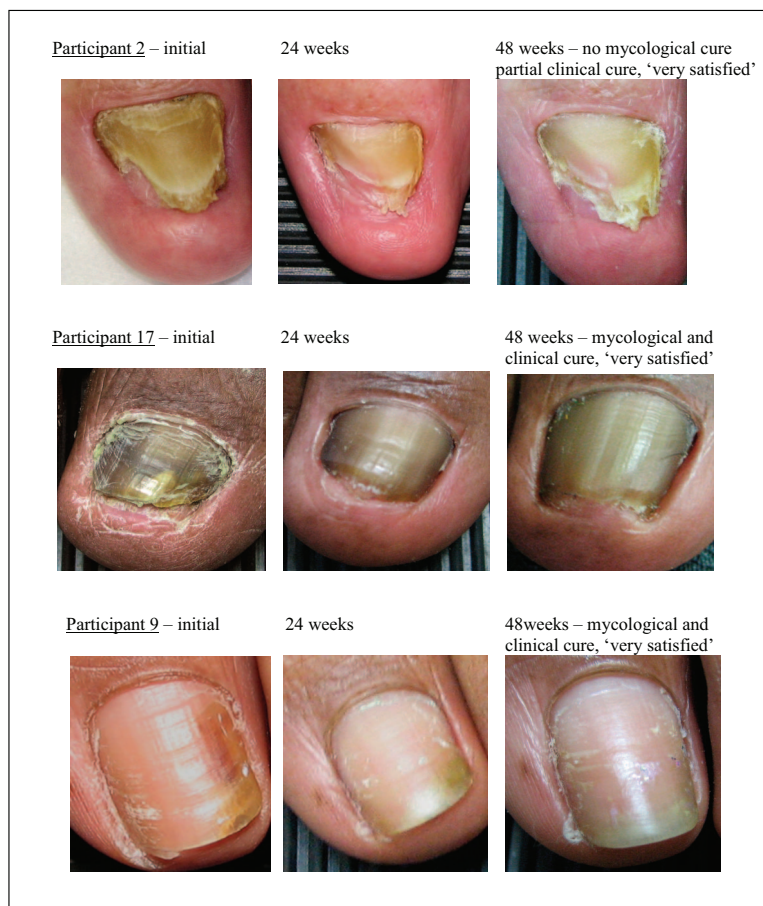 Participant 2 – initial
24 weeks
48 weeks – no mycological cure
partial clinical cure, ‘very satisfied’
Participant 17 – initial
24 weeks
48 weeks – mycological and
clinical cure, ‘very satisfied’
Participant 9 – initial
24 weeks
48weeks – mycological and
clinical cure, ‘very satisfied’